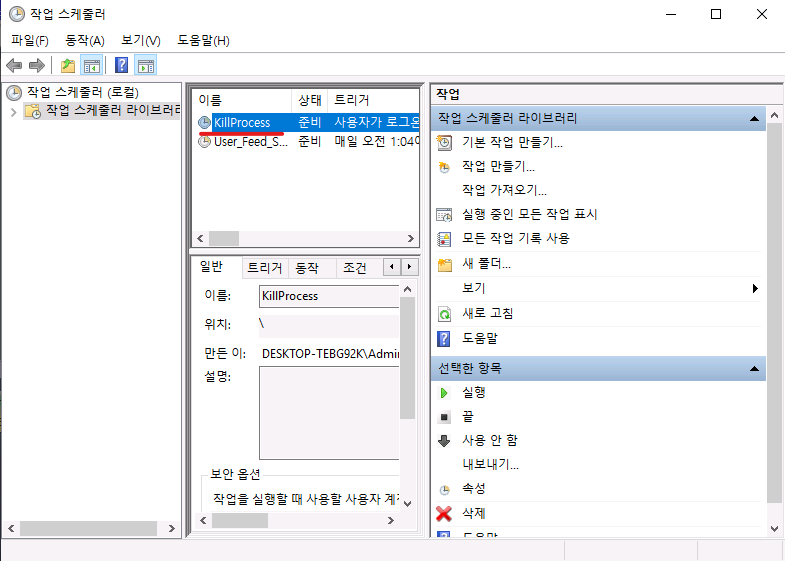 작업 스케줄러
파일(F) 동작(A) 보기(V) 도움말(H)
작업 스케줄러 (로컬)
작업 스케줄러 라이브러리
이름 상태 트리거
KillProcess 준비 사용자가 로그온
User_Feed_S... 준비 매일 오전 1:04에
일반 트리거 동작 조건
이름: KillProcess
위치: \
만든 이: DESKTOP-TEBG92K\Admin
설명:
보안 옵션
작업을 실행할 때 사용할 사용자 계정
작업
작업 스케줄러 라이브러리
기본 작업 만들기...
작업 만들기...
작업 가져오기...
실행 중인 모든 작업 표시
모든 작업 기록 사용
새 폴더...
보기
새로 고침
도움말
선택한 항목
실행
끝
사용 안 함
내보내기...
속성
삭제
도움말